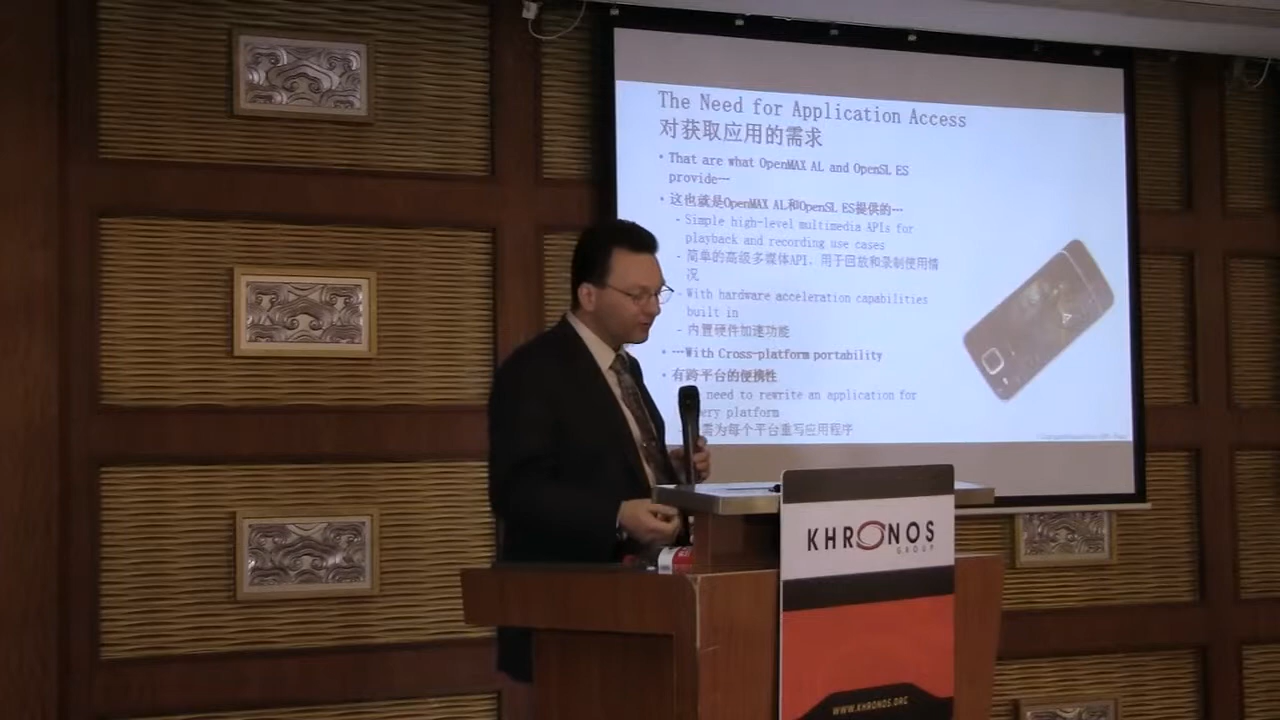 The Need for Application Access
对获取应用的需求
• That are what OpenMAX AL and OpenSL ES
provide…
• 这也就是OpenMAX AL和OpenSL ES提供的…
- Simple high-level multimedia APIs for
playback and recording use cases
- 简单的高级多媒体API，用于回放和录制使用情
况
- With hardware acceleration capabilities
built in
- 内置硬件加速功能
• …With Cross-platform portability
• 有跨平台的便携性
need to rewrite an application for
platform
需为每个平台重写应用程序
KHRONOS
GROUP
WWW.KHRONOS.ORG